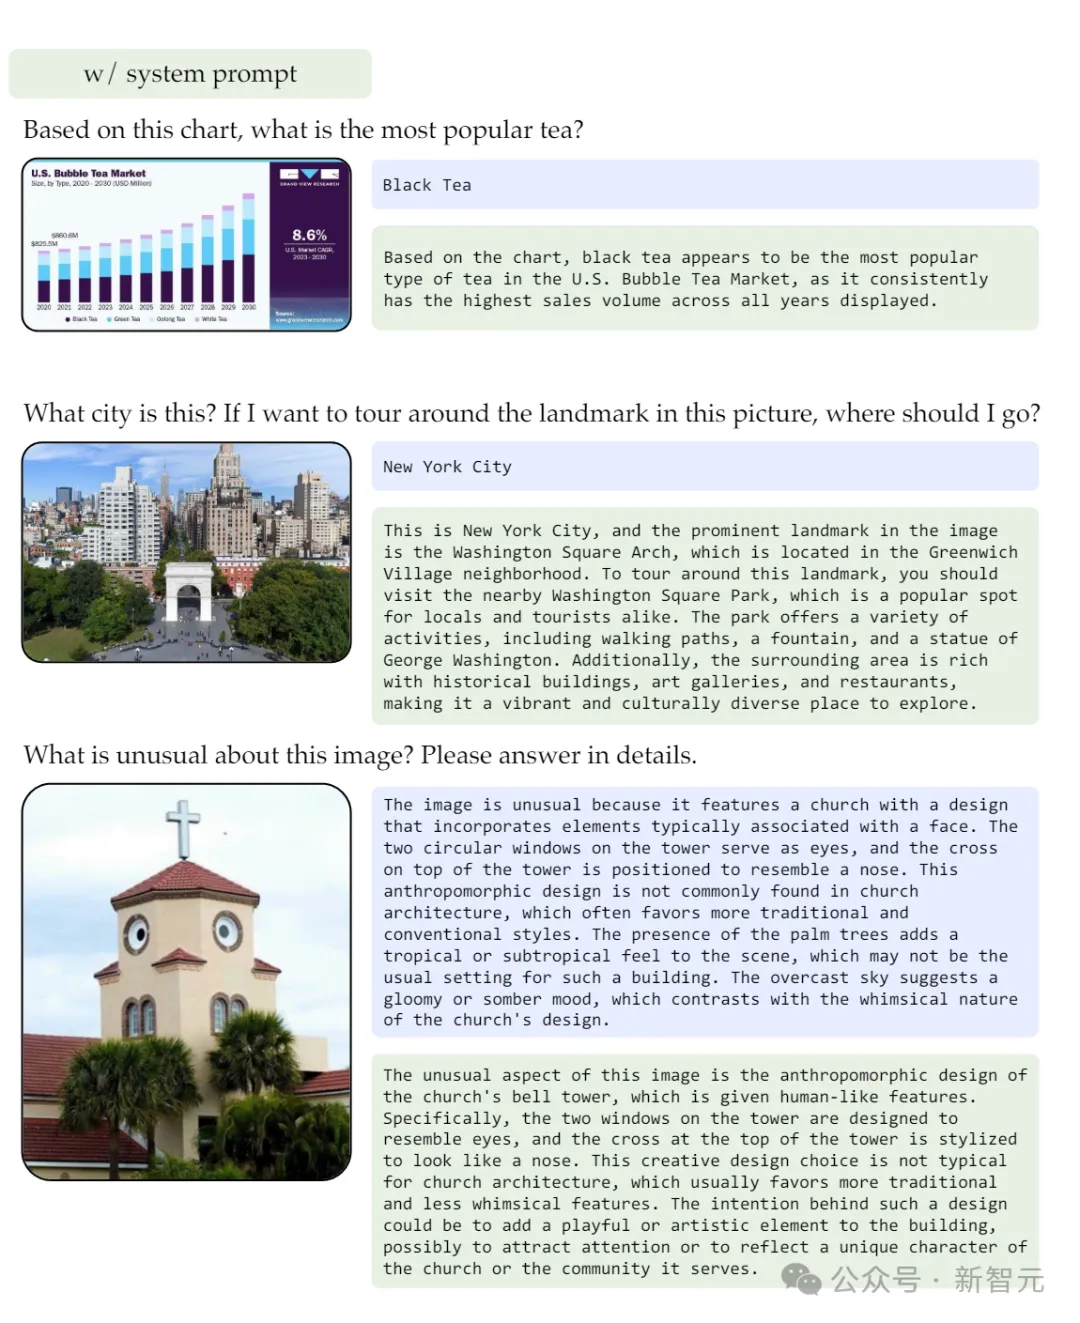 w/ system prompt
Based on this chart, what is the most popular tea?
U.S. Bubble Tea Market
Size, by Type, 2020 - 2030 (USD Million)
GRAND VIEW RESEARCH
$860.6M
$825.5M
8.6%
U.S. Market CAGR,
2023 - 2030
2020 2021 2022 2023 2024 2025 2026 2027 2028 2029 2030
Black Tea Green Tea Oolong Tea White Tea
Source:
www.grandviewresearch.com
Black Tea
Based on the chart, black tea appears to be the most popular
type of tea in the U.S. Bubble Tea Market, as it consistently
has the highest sales volume across all years displayed.
What city is this? If I want to tour around the landmark in this picture, where should I go?
New York City
This is New York City, and the prominent landmark in the image
is the Washington Square Arch, which is located in the Greenwich
Village neighborhood. To tour around this landmark, you should
visit the nearby Washington Square Park, which is a popular spot
for locals and tourists alike. The park offers a variety of
activities, including walking paths, a fountain, and a statue of
George Washington. Additionally, the surrounding area is rich
with historical buildings, art galleries, and restaurants,
making it a vibrant and culturally diverse place to explore.
What is unusual about this image? Please answer in details.
The image is unusual because it features a church with a design
that incorporates elements typically associated with a face. The
two circular windows on the tower serve as eyes, and the cross
on top of the tower is positioned to resemble a nose. This
anthropomorphic design is not commonly found in church
architecture, which often favors more traditional and
conventional styles. The presence of the palm trees adds a
tropical or subtropical feel to the scene, which may not be the
usual setting for such a building. The overcast sky suggests a
gloomy or somber mood, which contrasts with the whimsical nature
of the church's design.
The unusual aspect of this image is the anthropomorphic design of
the church's bell tower, which is given human-like features.
Specifically, the two windows on the tower are designed to
resemble eyes, and the cross at the top of the tower is stylized
to look like a nose. This creative design choice is not typical
for church architecture, which usually favors more traditional
and less whimsical features. The intention behind such a design
could be to add a playful or artistic element to the building,
possibly to attract attention or to reflect a unique character of
the church or the community it serves.
公众号 · 新智元